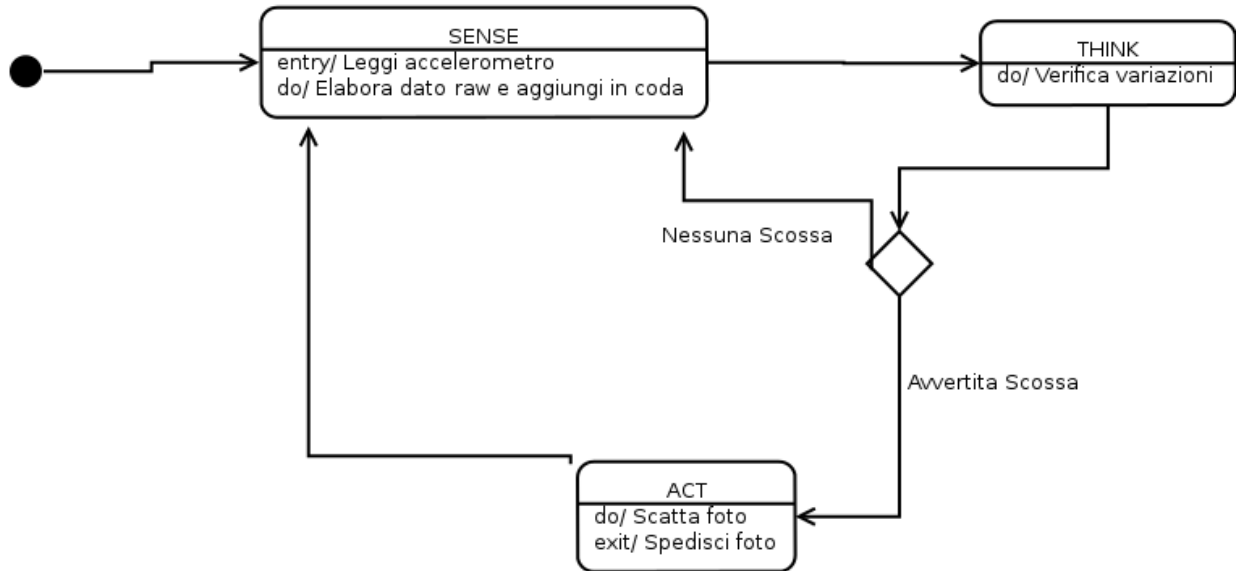 SENSE
entry/ Leggi accelerometro
do/ Elabora dato raw e aggiungi in coda
THINK
do/ Verifica variazioni
Nessuna Scossa
Avvertita Scossa
ACT
do/ Scatta foto
exit/ Spedisci foto